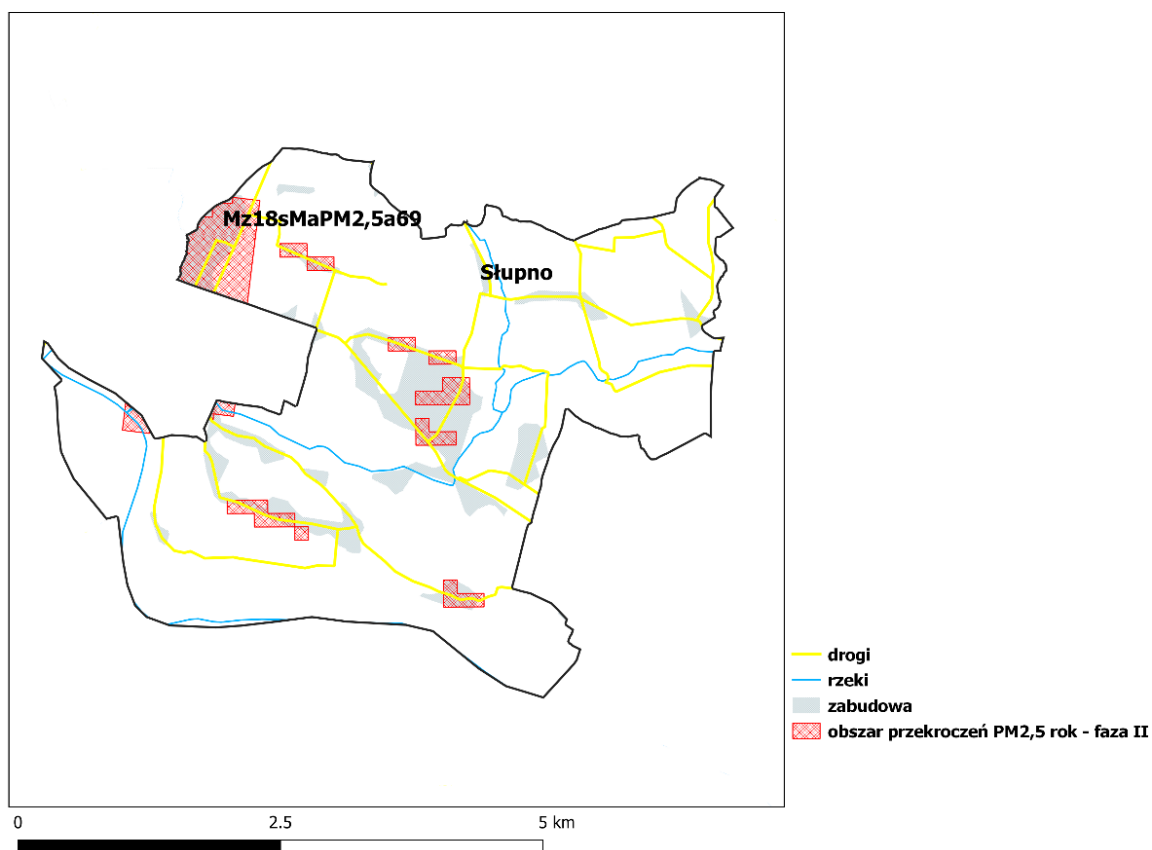 Mz18sMaPM2,5a69
Słupno
drogi
rzeki
zabudowa
obszar przekroczeń PM2,5 rok - faza II
0 2.5 5 km